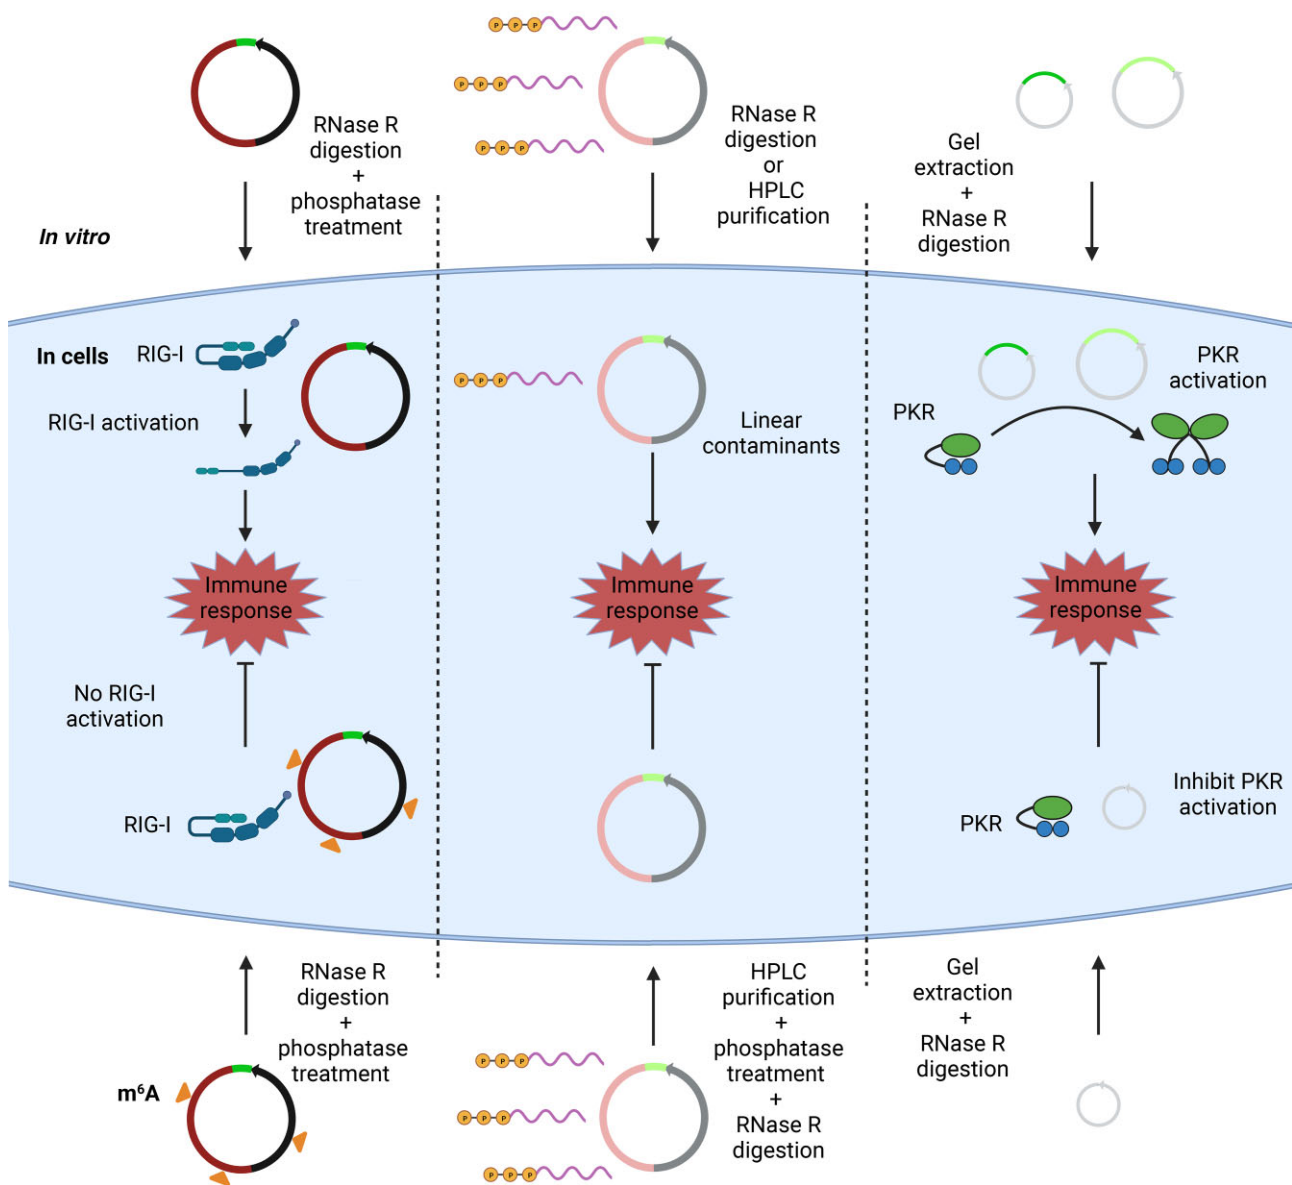 P P P
P P P
P P P
RNase R
digestion
+
phosphatase
treatment
RNase R
digestion
or
HPLC
purification
Gel
extraction
+
RNase R
digestion
In vitro
In cells
RIG-I
RIG-I activation
P P P
Linear
contaminants
PKR
PKR
activation
Immune
response
Immune
response
Immune
response
No RIG-I
activation
RIG-I
PKR
Inhibit PKR
activation
RNase R
digestion
+
phosphatase
treatment
m⁶A
HPLC
purification
+
phosphatase
treatment
+
RNase R
digestion
P P P
P P P
P P P
Gel
extraction
+
RNase R
digestion